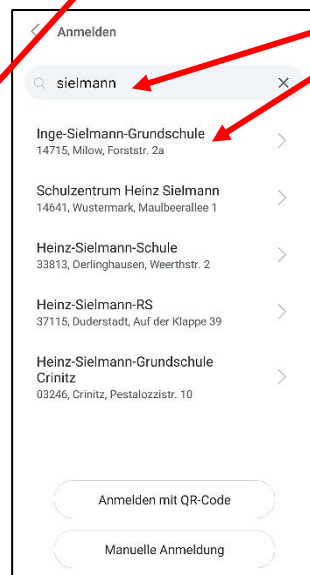 Anmelden
sielmann
Inge-Sielmann-Grundschule
14715, Milow, Forststr. 2a
Schulzentrum Heinz Sielmann
14641, Wustermark, Maulbeerallee 1
Heinz-Sielmann-Schule
33813, Oerlinghausen, Weerthstr. 2
Heinz-Sielmann-RS
37115, Duderstadt, Auf der Klappe 39
Heinz-Sielmann-Grundschule
Crinitz
03246, Crinitz, Pestalozzistr. 10
Anmelden mit QR-Code
Manuelle Anmeldung